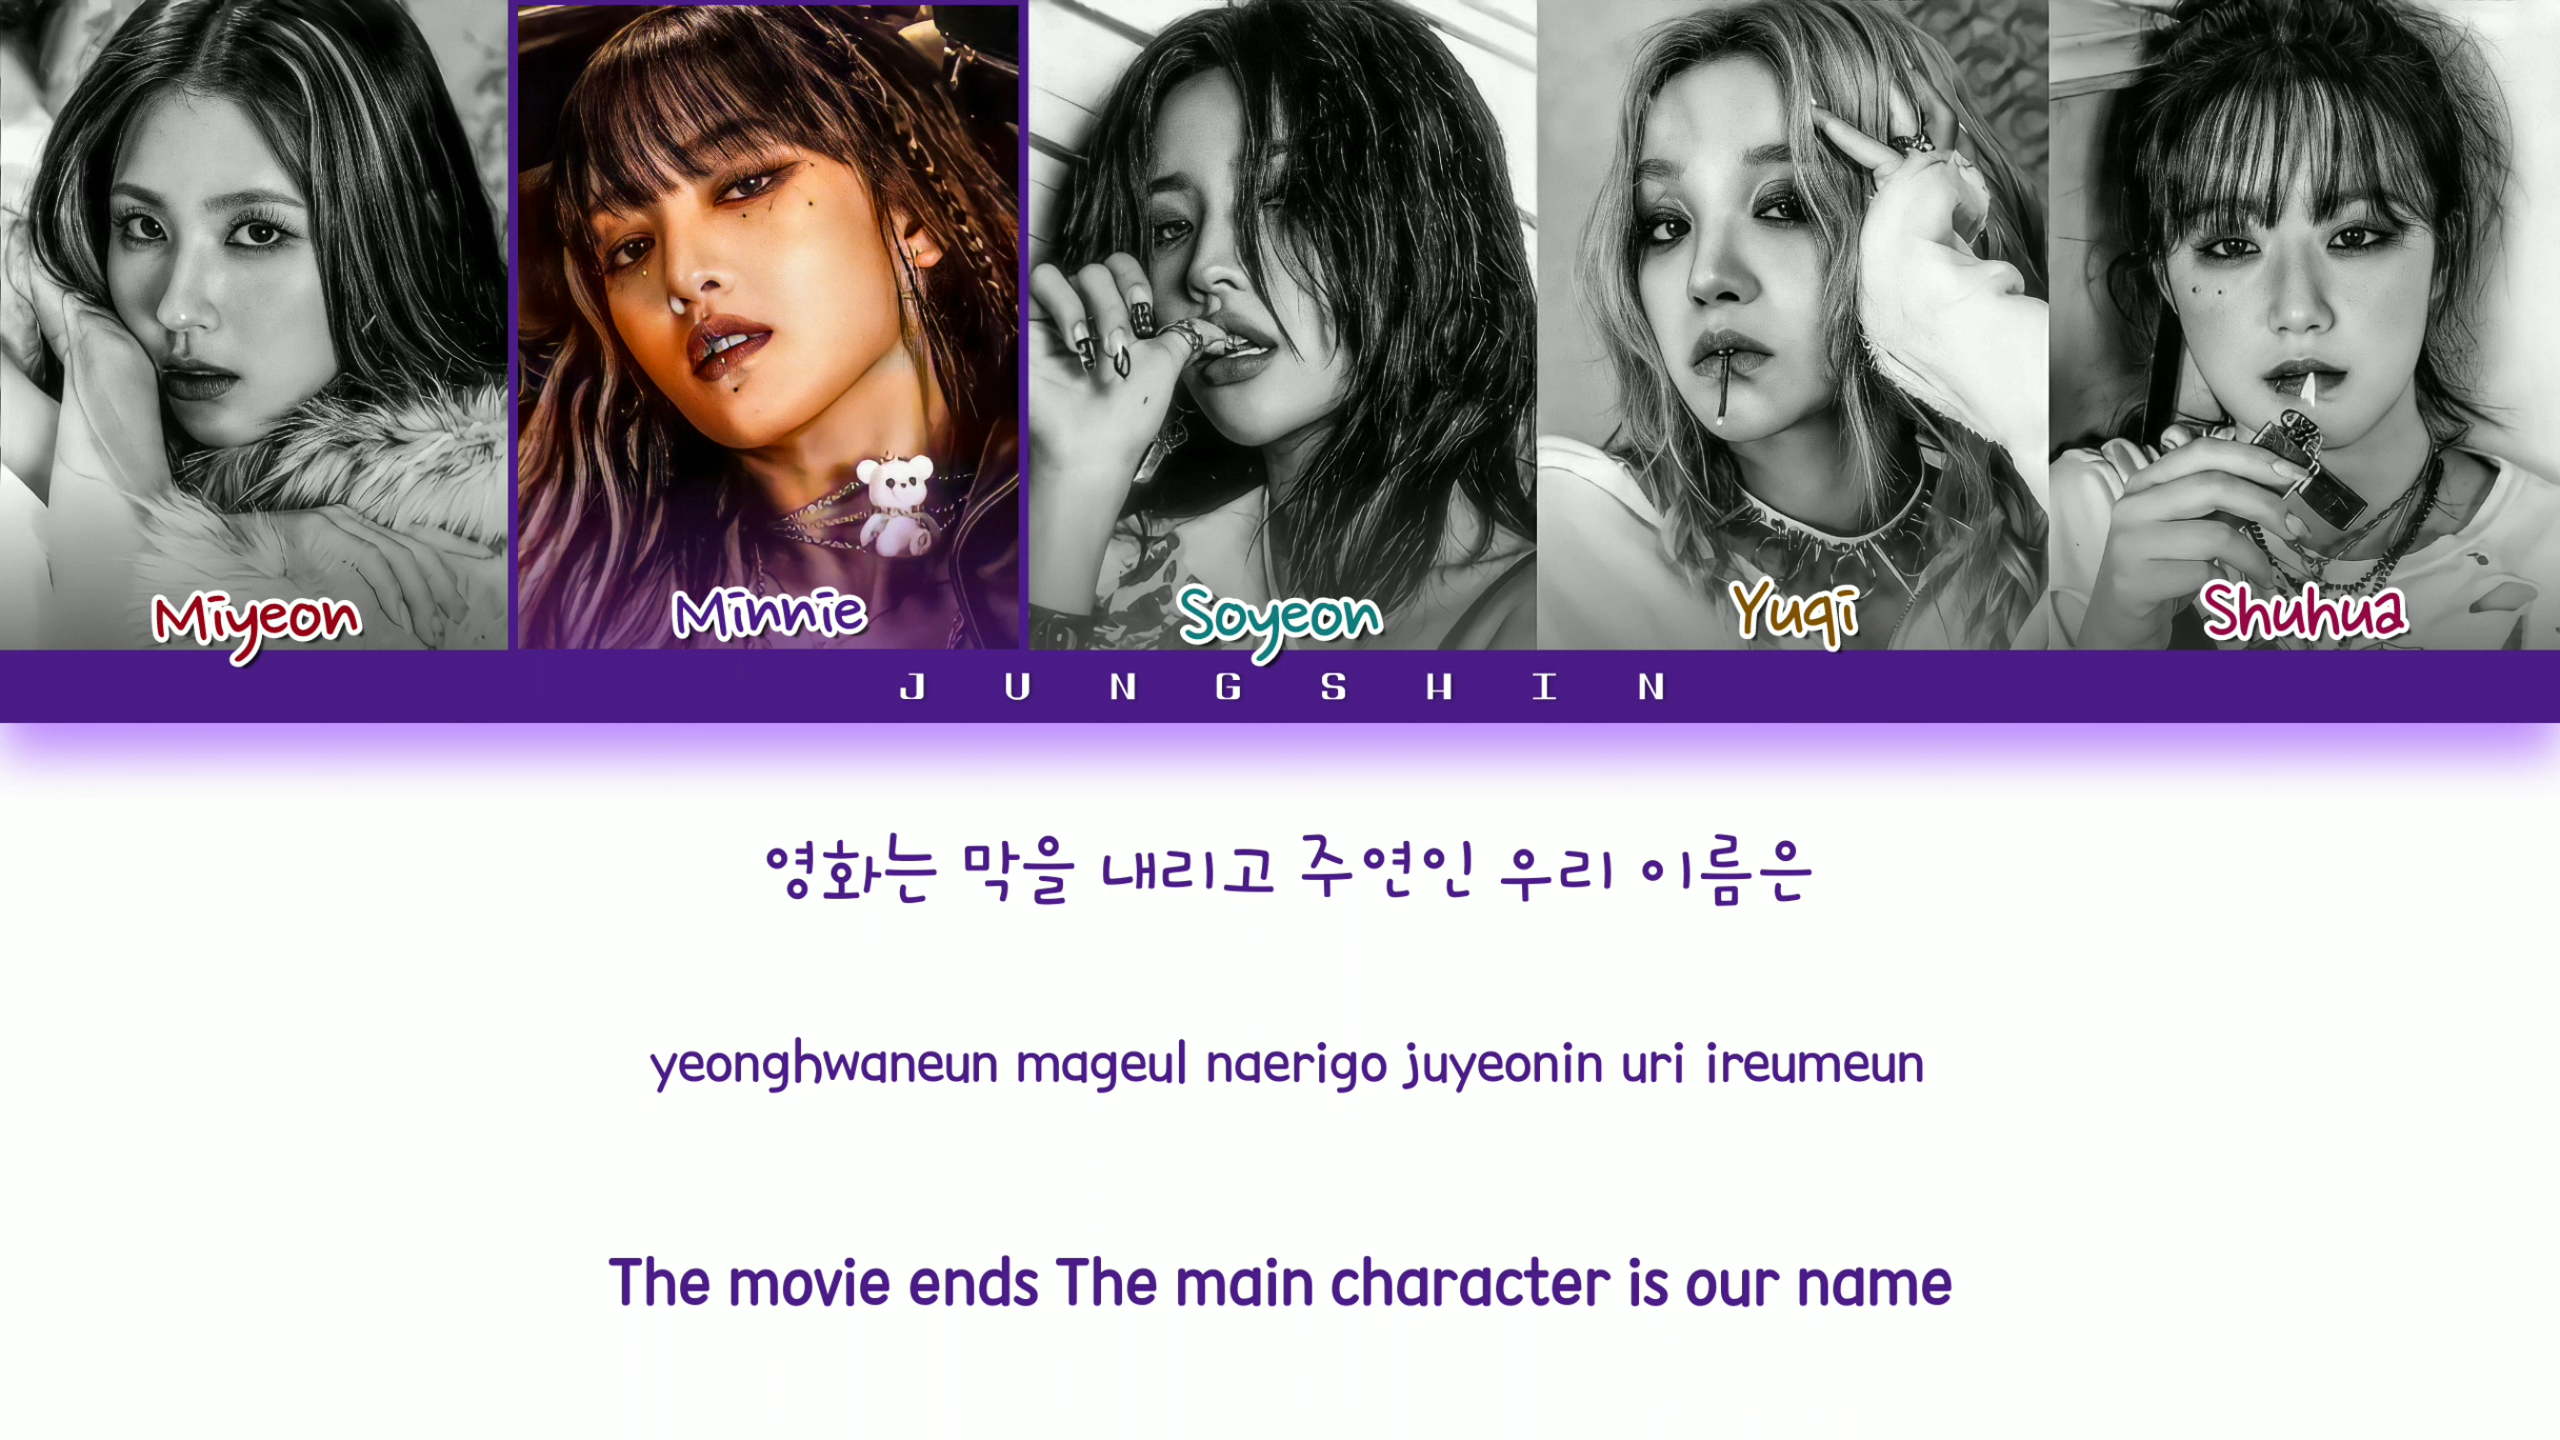 Miyeon
Minnie
Soyeon
Yuqi
Shuhua
JUNGSHIN
영화는 막을 내리고 주연인 우리 이름은
yeonghwaneun mageul naerigo juyeonin uri ireumeun
The movie ends The main character is our name